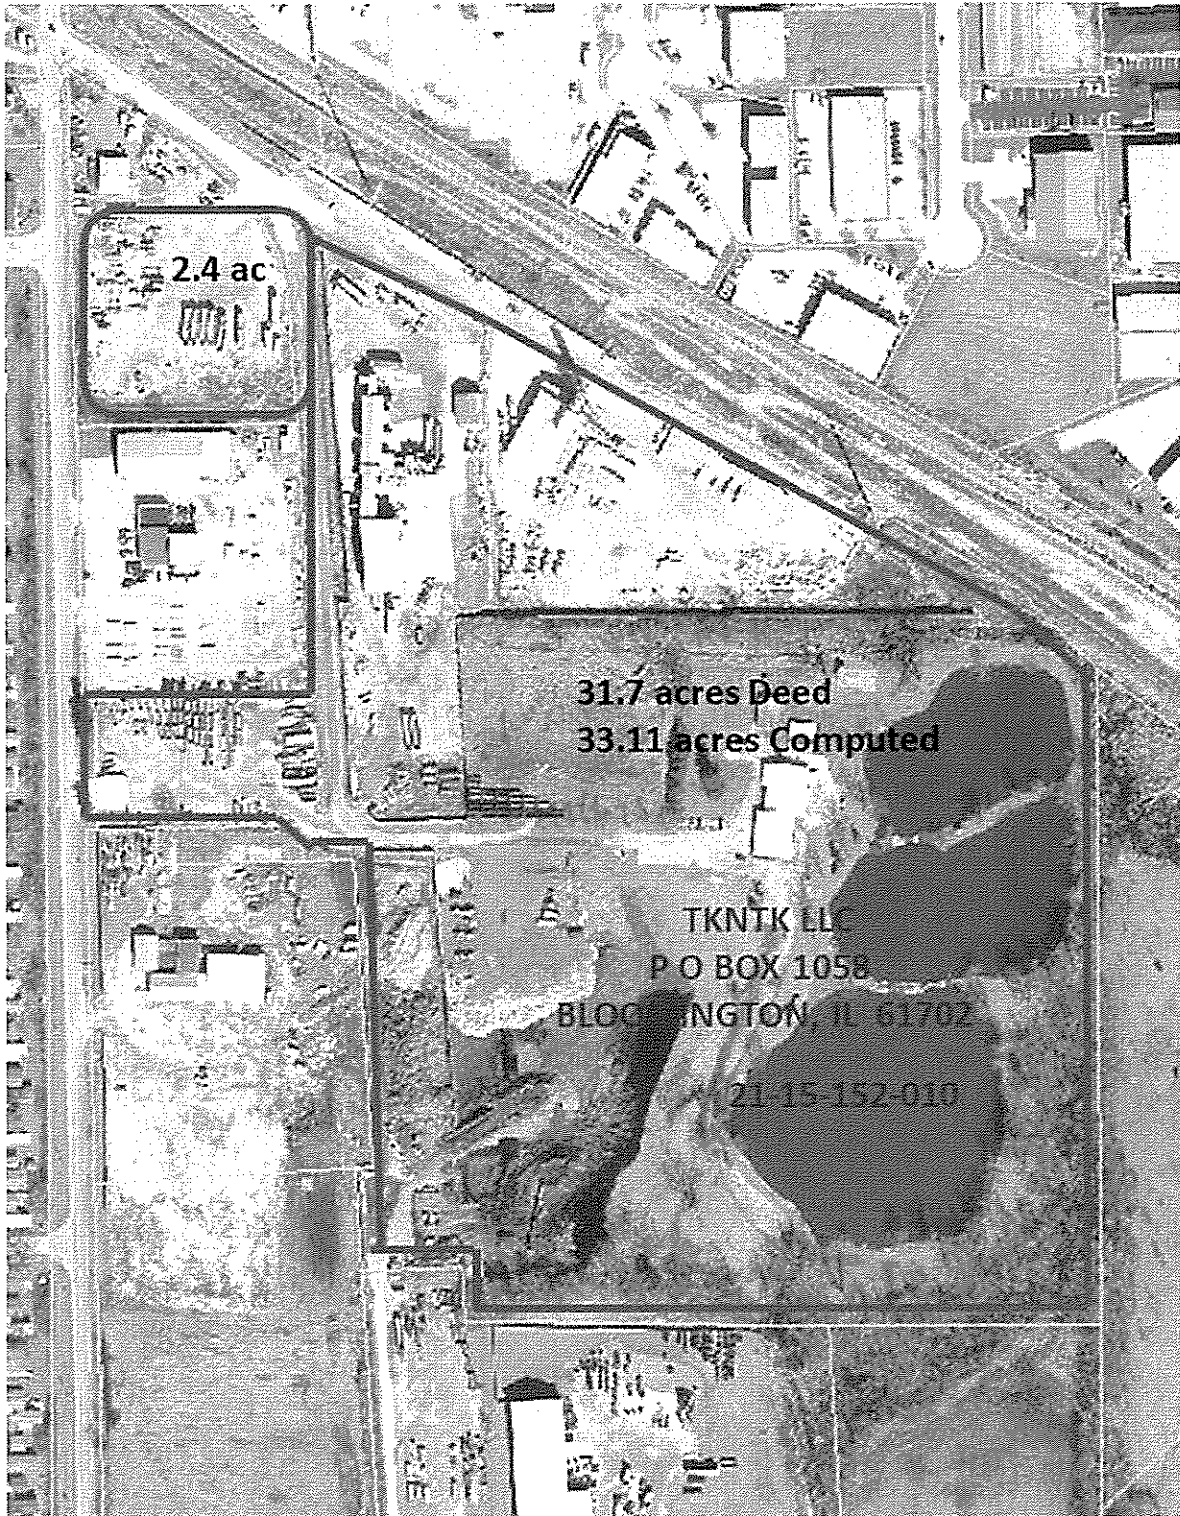 2.4 ac
31.7 acres Deed
33.11 acres Computed
TKNTK LLC
P O BOX 1058
BLOOMINGTON, IL 61702
21-15-152-010